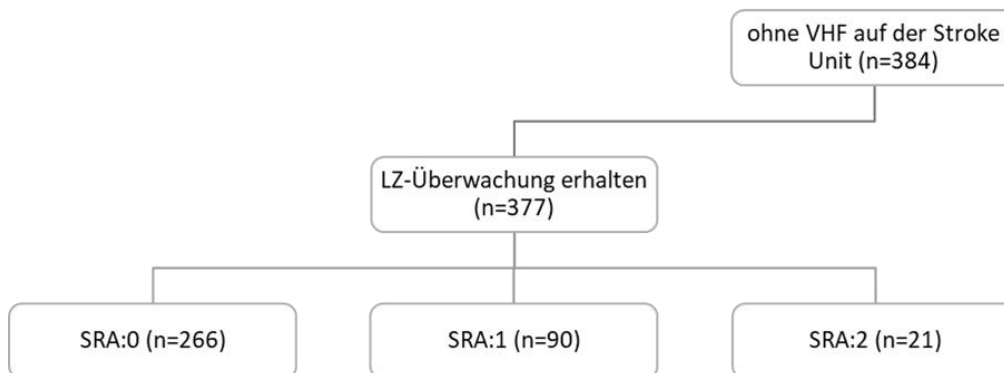 ohne VHF auf der Stroke
Unit (n=384)
LZ-Überwachung erhalten
(n=377)
SRA:0 (n=266)
SRA:1 (n=90)
SRA:2 (n=21)